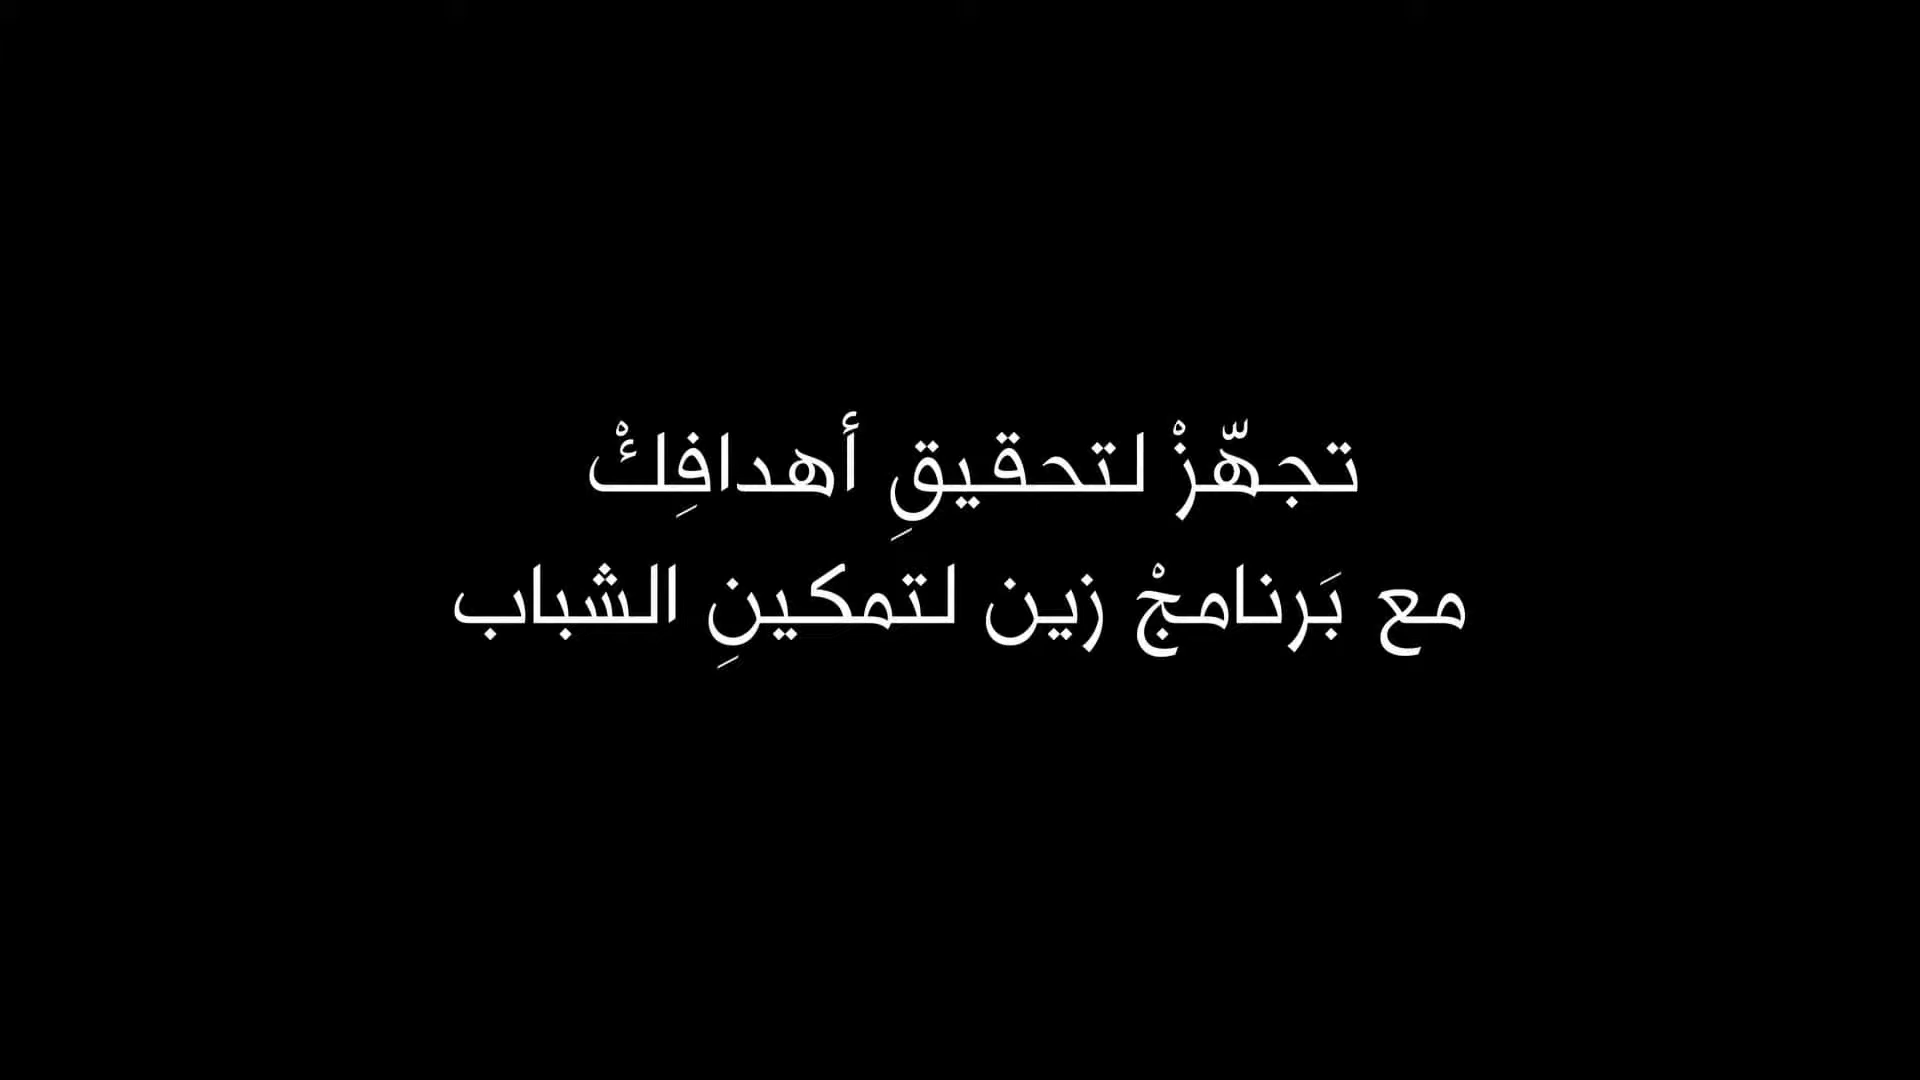 تجهّزْ لتحقيقِ أهدافِكْ
مع بَرنامجْ زين لتمكينِ الشباب